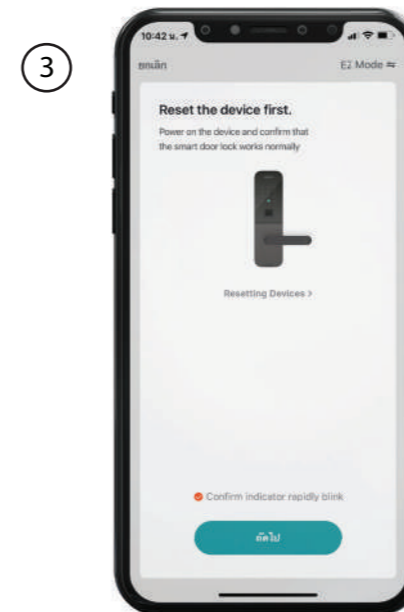 3
10:42 น.
ยกเลิก
EZ Mode ⇋
Reset the device first.
Power on the device and confirm that
the smart door lock works normally
Resetting Devices >
Confirm indicator rapidly blink
ถัดไป